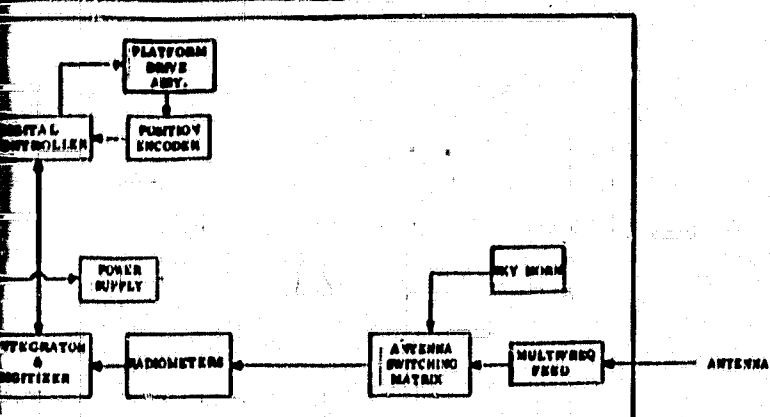 PLATFORM
DRIVE
ASSY.
DIGITAL
CONTROLLER
POSITION
ENCODER
POWER
SUPPLY
SKY HORN
INTEGRATOR
&
DIGITIZER
RADIOMETERS
ANTENNA
SWITCHING
MATRIX
MULTIFREQ
FEED
ANTENNA